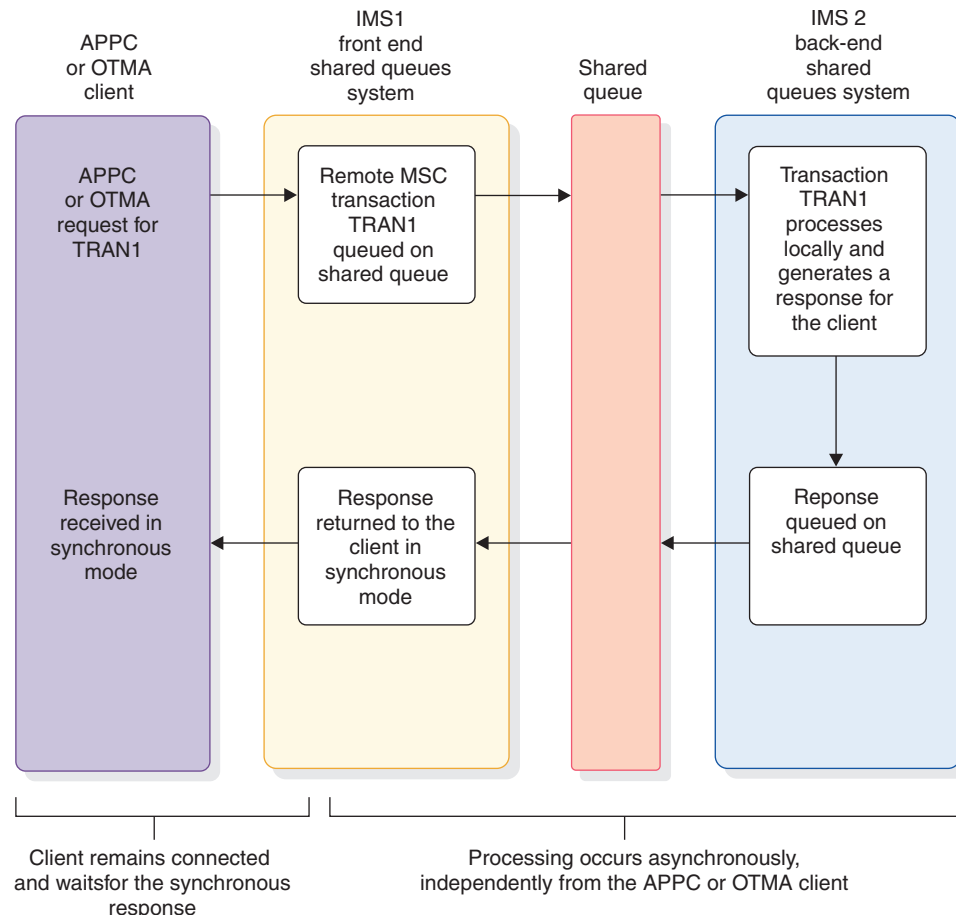 APPC
or OTMA
client
IMS1
front end
shared queues
system
Shared
queue
IMS 2
back-end
shared
queues system
APPC
or OTMA
request for
TRAN1
Remote MSC
transaction
TRAN1
queued on
shared queue
Transaction
TRAN1
processes
locally and
generates a
response for
the client
Response
received in
synchronous
mode
Response
returned to the
client in
synchronous
mode
Reponse
queued on
shared queue
Client remains connected
and waitsfor the synchronous
response
Processing occurs asynchronously,
independently from the APPC or OTMA client